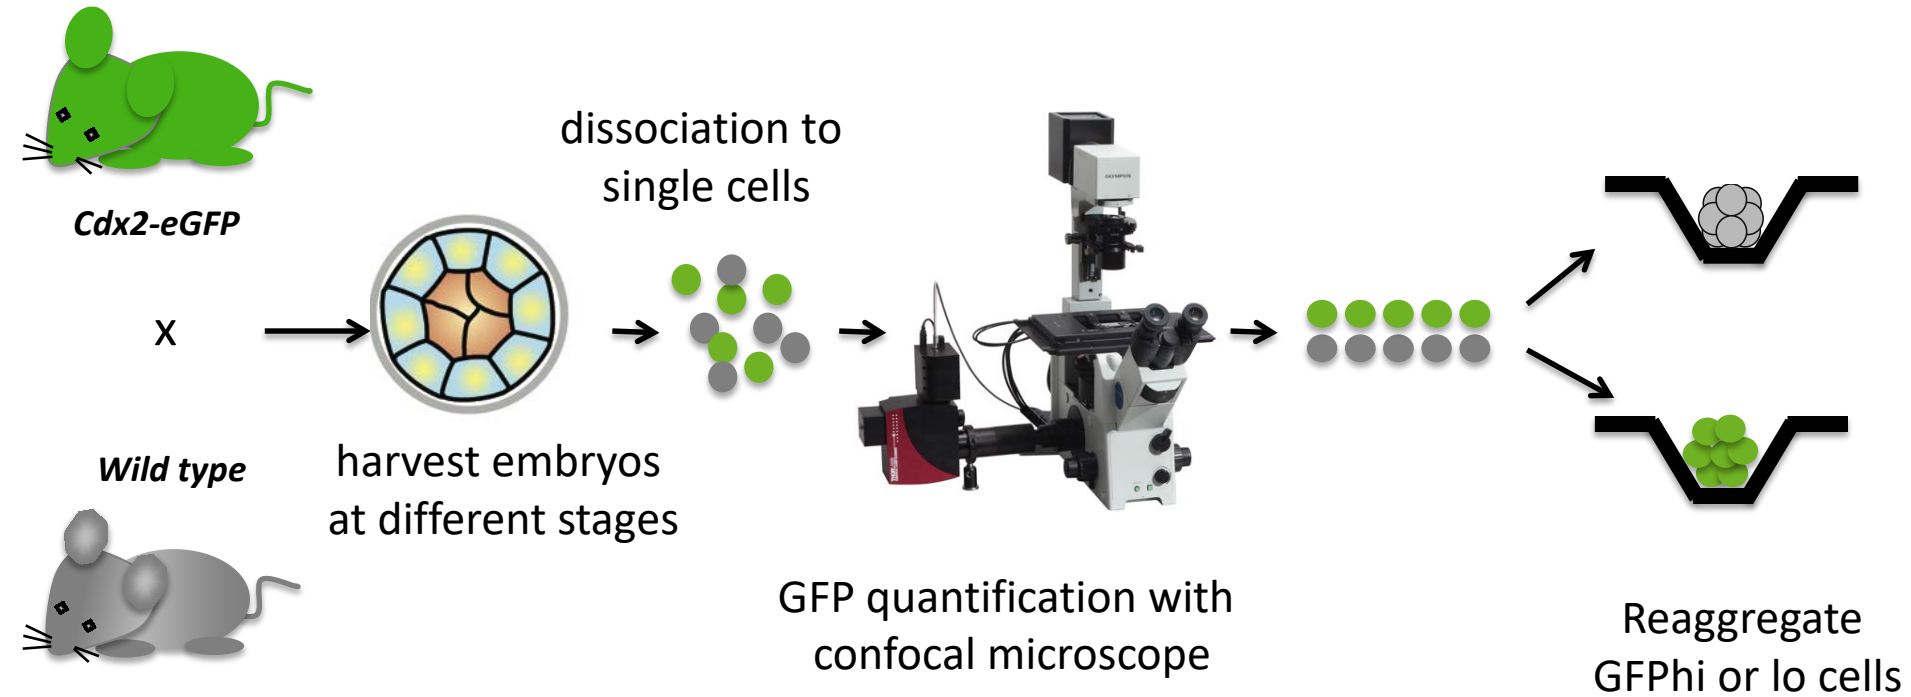 Cdx2-eGFP
x
Wild type
harvest embryos
at different stages
dissociation to
single cells
OLYMPUS
GFP quantification with
confocal microscope
Reaggregate
GFPhi or lo cells